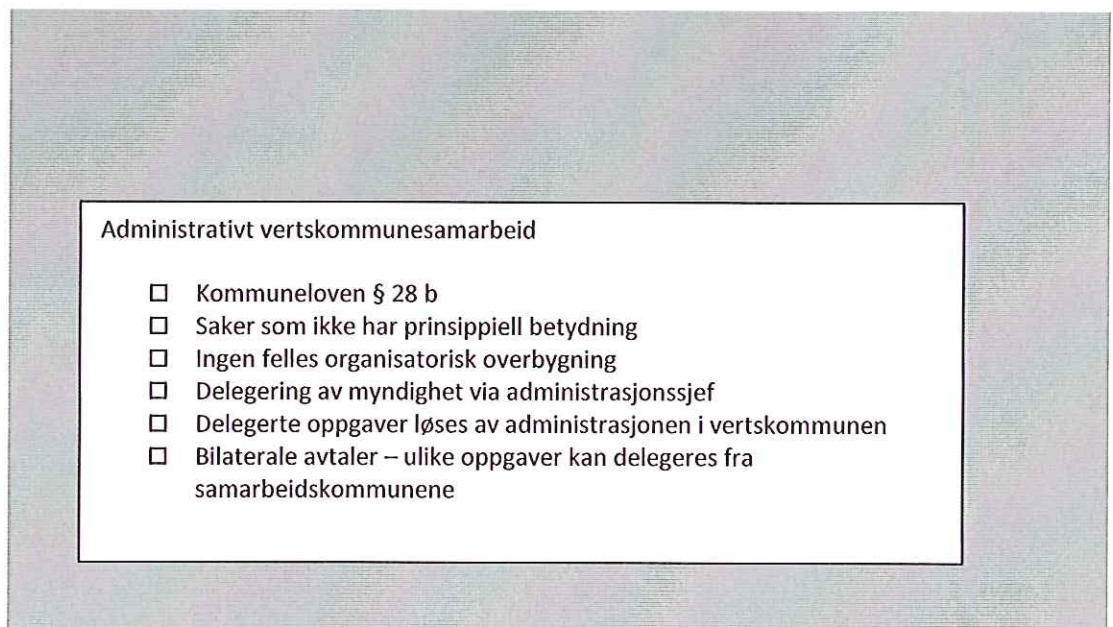 Administrativt vertskommunesamarbeid
☐ Kommuneloven § 28 b
☐ Saker som ikke har prinsippiell betydning
☐ Ingen felles organisatorisk overbygning
☐ Delegering av myndighet via administrasjonssjef
☐ Delegerte oppgaver løses av administrasjonen i vertskommunen
☐ Bilaterale avtaler – ulike oppgaver kan delegeres fra
samarbeidskommunene